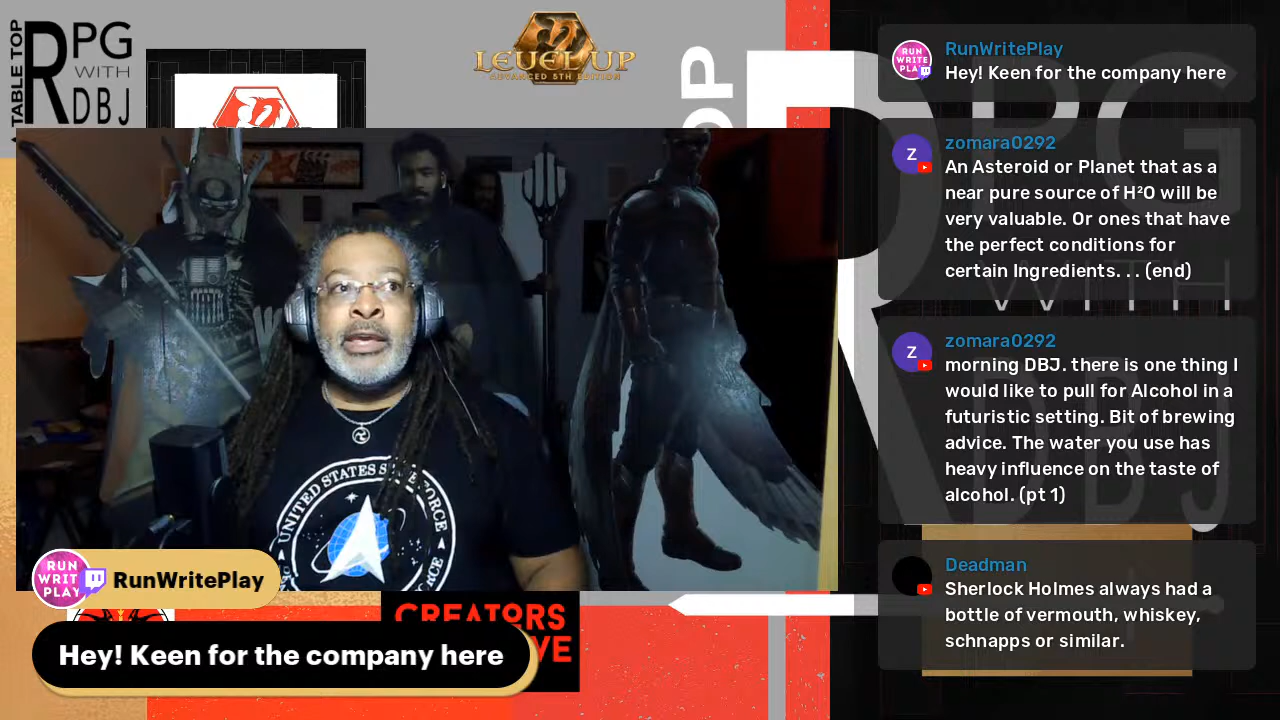 TABLE TOP
RPG
WITH
DBJ
LEVEL UP
ADVANCED 5TH EDITION
OP
RunWritePlay
Hey! Keen for the company here
zomara0292
An Asteroid or Planet that as a
near pure source of H²O will be
very valuable. Or ones that have
the perfect conditions for
certain Ingredients. . . (end)
zomara0292
morning DBJ. there is one thing I
would like to pull for Alcohol in a
futuristic setting. Bit of brewing
advice. The water you use has
heavy influence on the taste of
alcohol. (pt 1)
Deadman
Sherlock Holmes always had a
bottle of vermouth, whiskey,
schnapps or similar.
UNITED STATES SPACE FORCE
RUN
WRIT
PLAY
RunWritePlay
Hey! Keen for the company here
CREATORS
VE